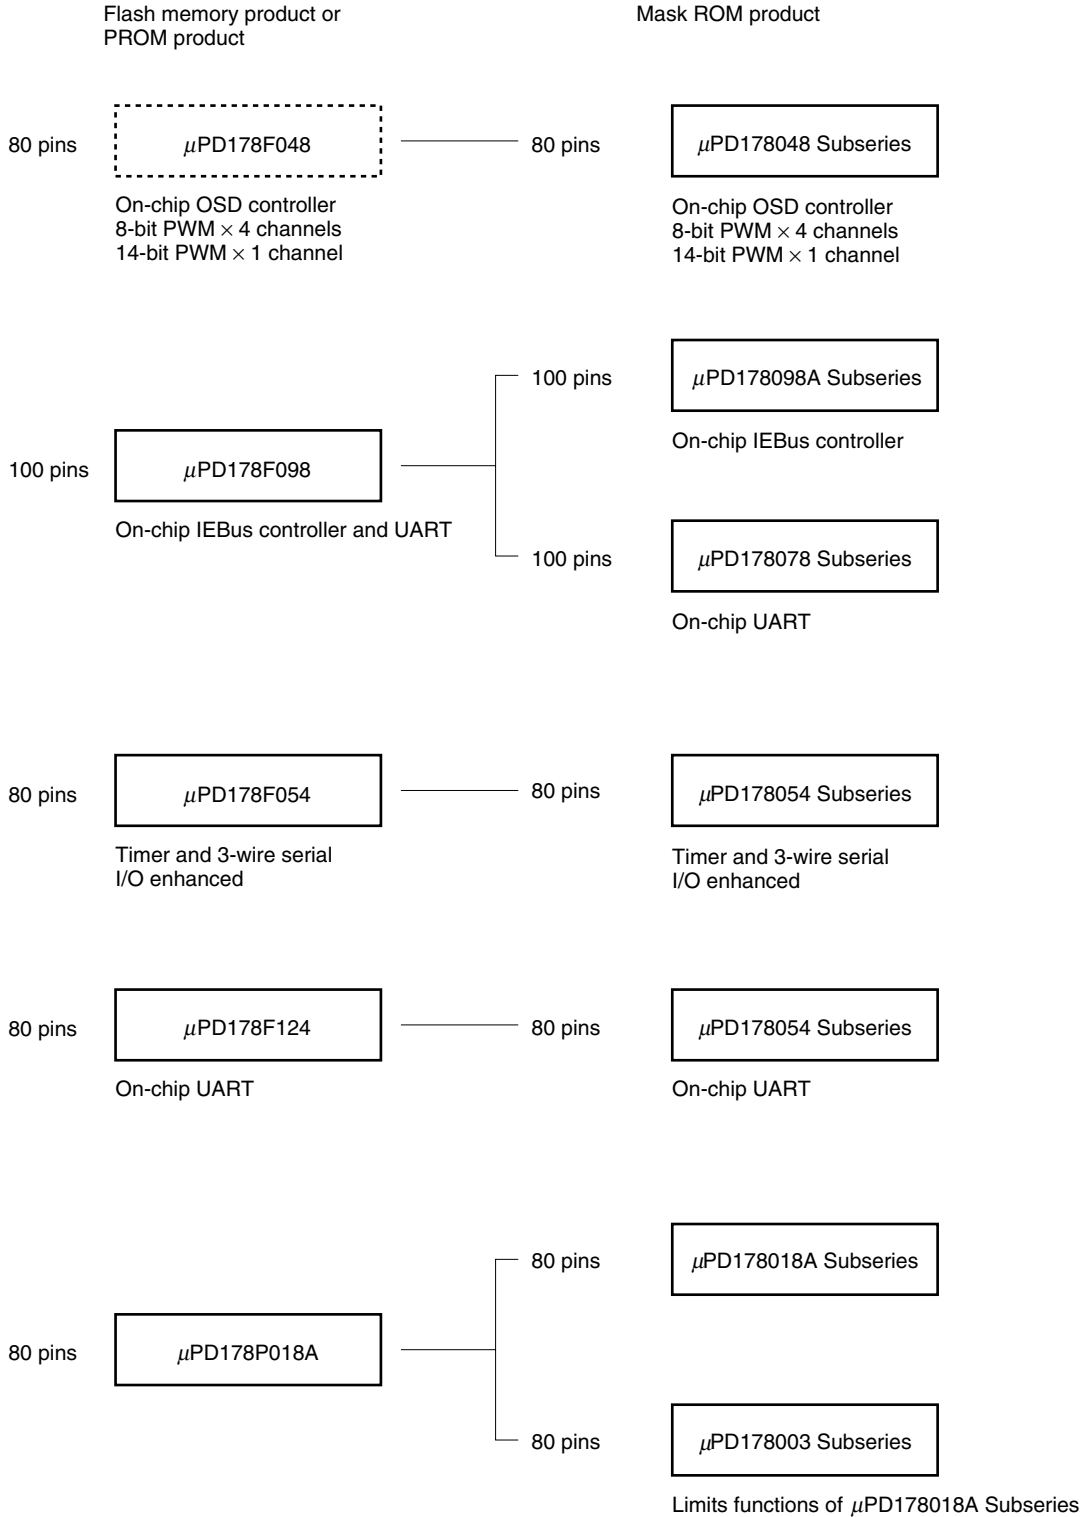 Flash memory product or
PROM product
Mask ROM product
80 pins
μPD178F048
80 pins
μPD178048 Subseries
On-chip OSD controller
8-bit PWM × 4 channels
14-bit PWM × 1 channel
On-chip OSD controller
8-bit PWM × 4 channels
14-bit PWM × 1 channel
100 pins
μPD178098A Subseries
On-chip IEBus controller
100 pins
μPD178F098
On-chip IEBus controller and UART
100 pins
μPD178078 Subseries
On-chip UART
80 pins
μPD178F054
80 pins
μPD178054 Subseries
Timer and 3-wire serial
I/O enhanced
Timer and 3-wire serial
I/O enhanced
80 pins
μPD178F124
80 pins
μPD178054 Subseries
On-chip UART
On-chip UART
80 pins
μPD178018A Subseries
80 pins
μPD178P018A
80 pins
μPD178003 Subseries
Limits functions of μPD178018A Subseries